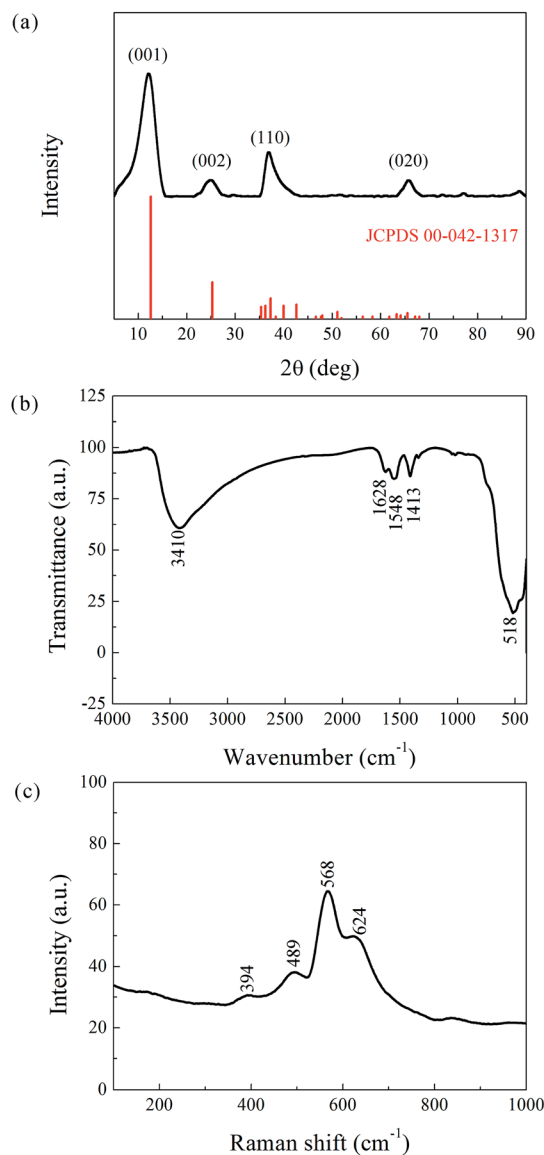 (a)
(001)
(002)
(110)
(020)
Intensity
JCPDS 00-042-1317
10 20 30 40 50 60 70 80 90
2θ (deg)
(b)
125
100
75
50
25
0
-25
Transmittance (a.u.)
3410
1628
1548
1413
518
4000 3500 3000 2500 2000 1500 1000 500
Wavenumber (cm⁻¹)
(c)
100
80
60
40
20
0
Intensity (a.u.)
394
489
568
624
200 400 600 800 1000
Raman shift (cm⁻¹)